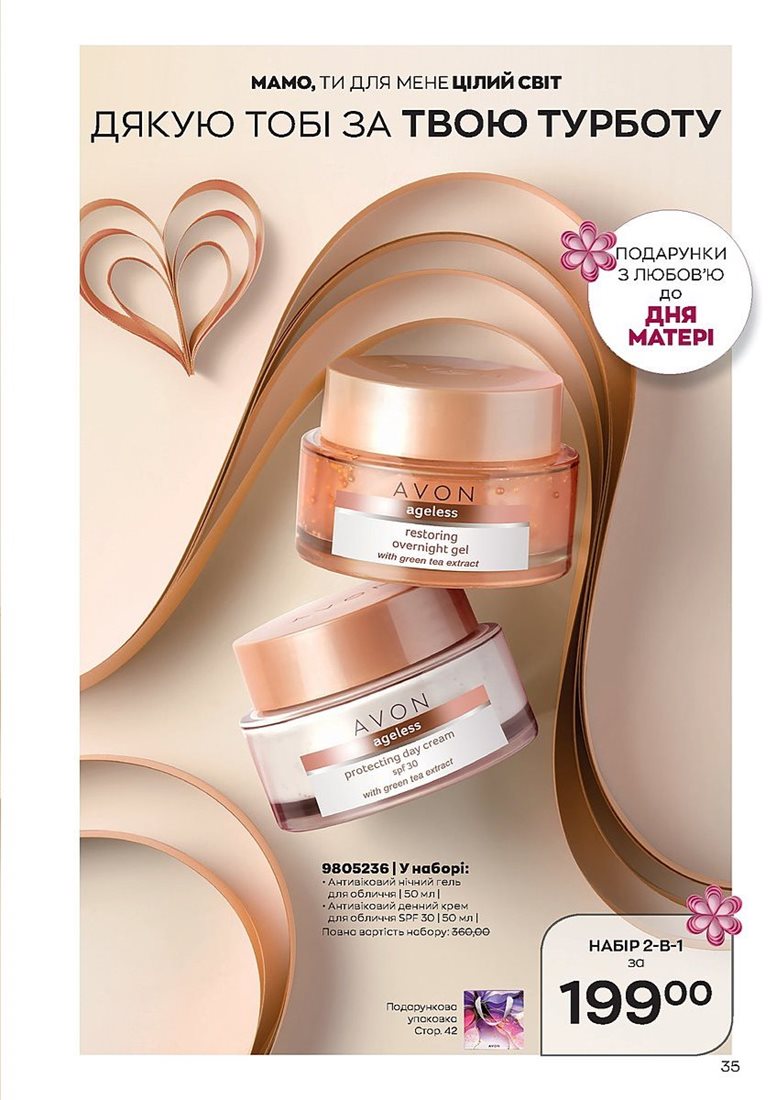 МАМО, ТИ ДЛЯ МЕНЕ ЦІЛИЙ СВІТ
ДЯКУЮ ТОБІ ЗА ТВОЮ ТУРБОТУ
ПОДАРУНКИ
З ЛЮБОВ'Ю
до
ДНЯ
МАТЕРІ
AVON
ageless
restoring
overnight gel
with green tea extract
AVON
AVON
ageless
protecting day cream
spf 30
with green tea extract
9805236 | У наборі:
• Антивіковий нічний гель
для обличчя | 50 мл |
• Антивіковий денний крем
для обличчя SPF 30 | 50 мл |
Повна вартість набору: 360,00
НАБІР 2-В-1
за
199⁰⁰
Подарункова
упаковка
Стор. 42
AVON
35